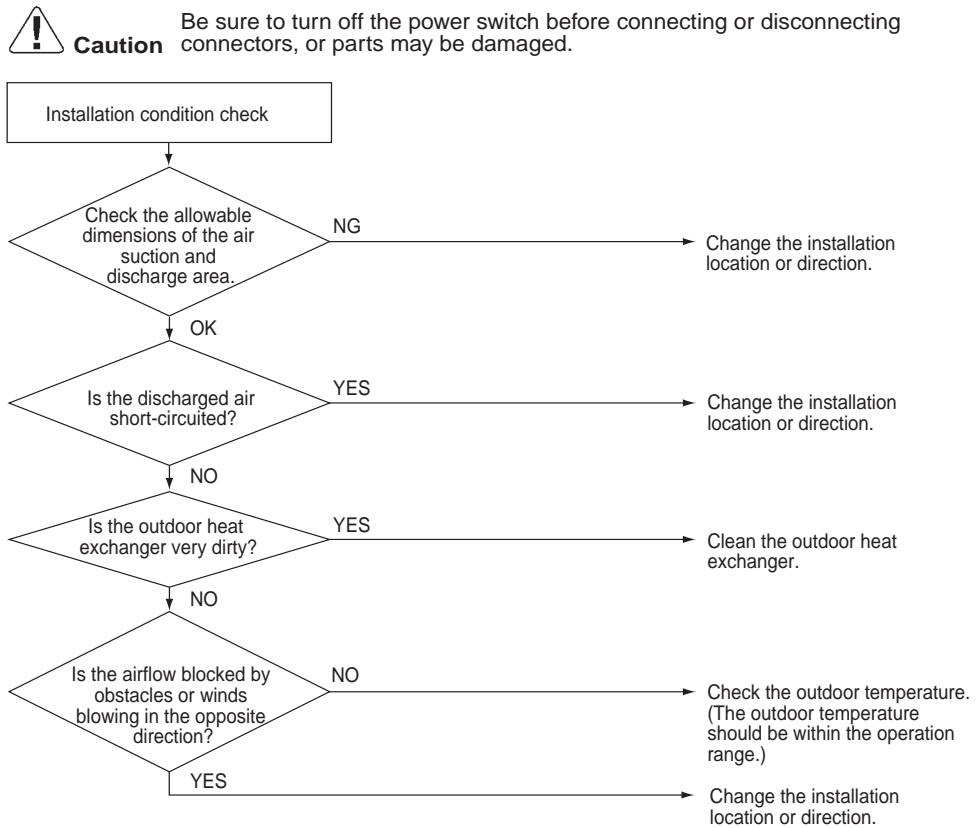 Be sure to turn off the power switch before connecting or disconnecting
Caution connectors, or parts may be damaged.
Installation condition check
Check the allowable
dimensions of the air
suction and
discharge area.
NG
Change the installation
location or direction.
OK
Is the discharged air
short-circuited?
YES
Change the installation
location or direction.
NO
Is the outdoor heat
exchanger very dirty?
YES
Clean the outdoor heat
exchanger.
NO
Is the airflow blocked by
obstacles or winds
blowing in the opposite
direction?
NO
Check the outdoor temperature.
(The outdoor temperature
should be within the operation
range.)
YES
Change the installation
location or direction.